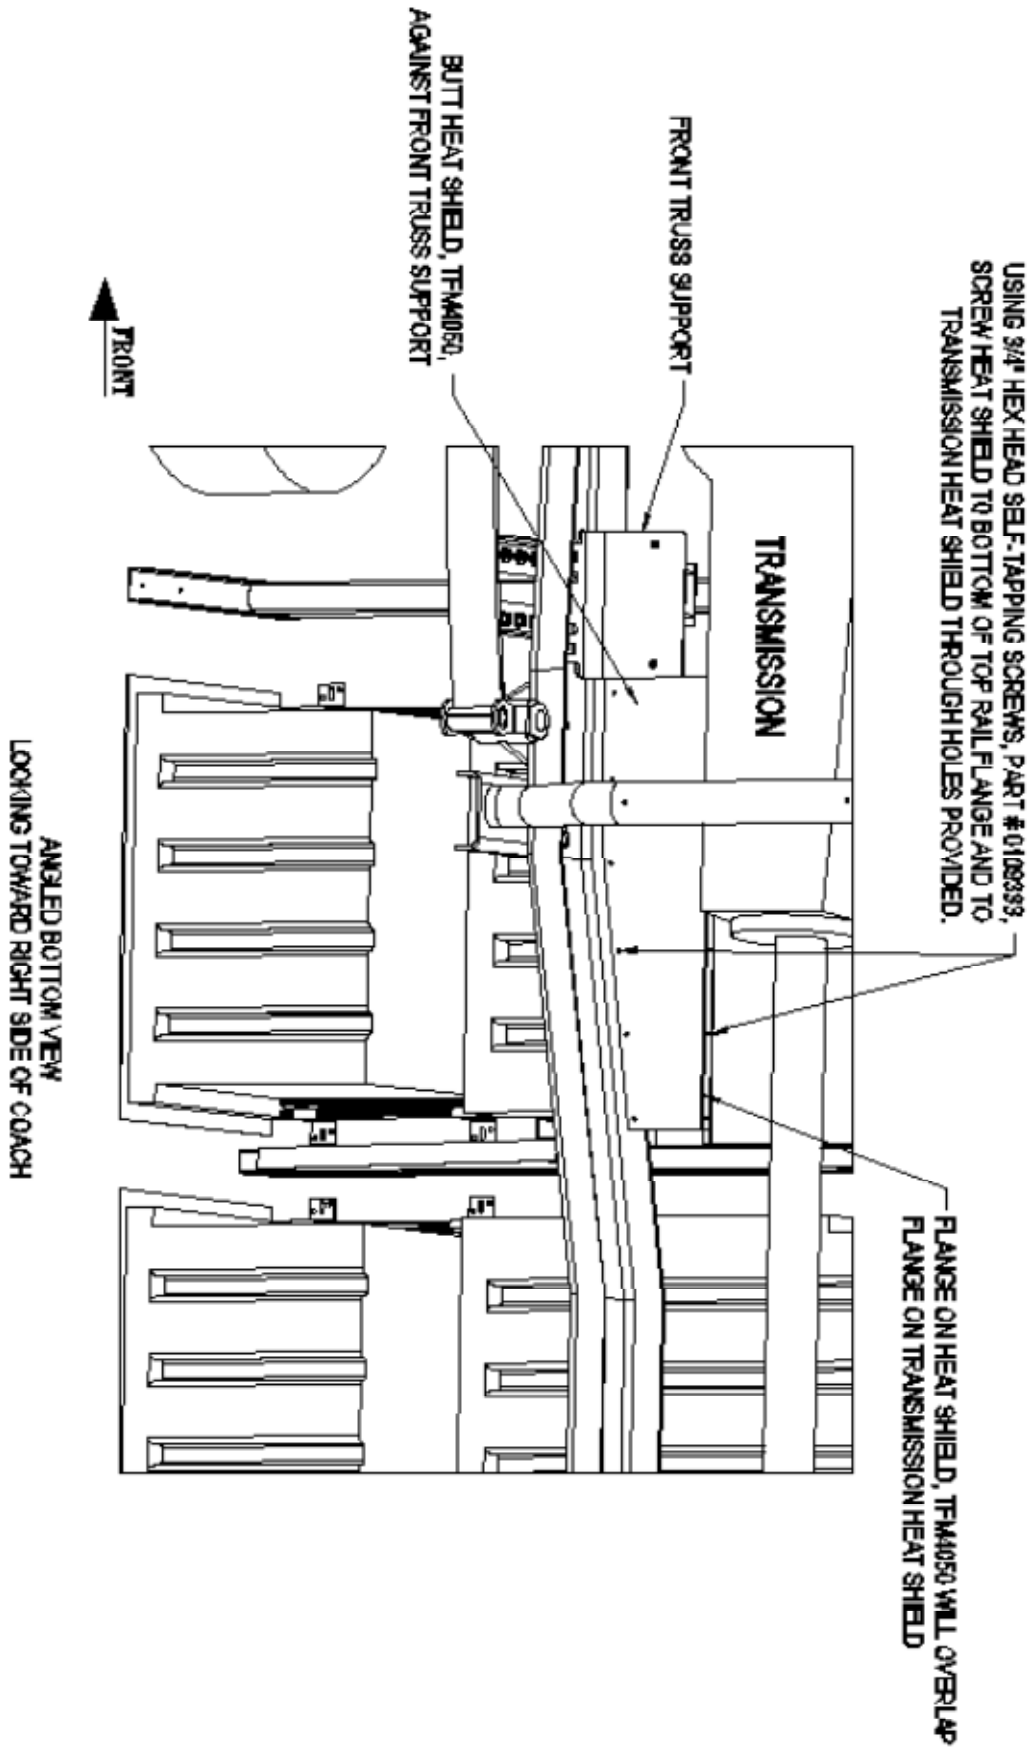 USING 3/4" HEX HEAD SELF-TAPPING SCREWS, PART # 0109393,
SCREW HEAT SHIELD TO BOTTOM OF TOP RAIL FLANGE AND TO
TRANSMISSION HEAT SHIELD THROUGH HOLES PROVIDED.
FRONT TRUSS SUPPORT
BUTT HEAT SHIELD, TFM4050,
AGAINST FRONT TRUSS SUPPORT
TRANSMISSION
FLANGE ON HEAT SHIELD, TFM4050 WILL OVERLAP
FLANGE ON TRANSMISSION HEAT SHIELD
FRONT
ANGLED BOTTOM VIEW
LOOKING TOWARD RIGHT SIDE OF COACH